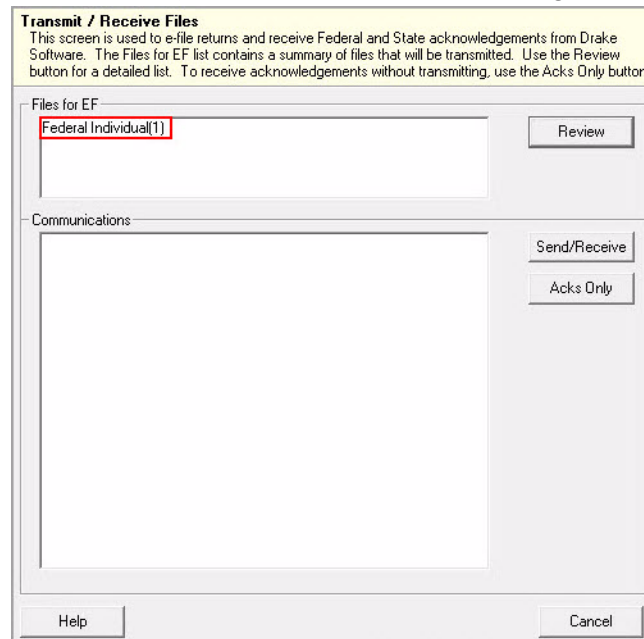 Transmit / Receive Files
This screen is used to e-file returns and receive Federal and State acknowledgements from Drake
Software. The Files for EF list contains a summary of files that will be transmitted. Use the Review
button for a detailed list. To receive acknowledgements without transmitting, use the Acks Only button
Files for EF
Federal Individual(1)
Review
Communications
Send/Receive
Acks Only
Help
Cancel